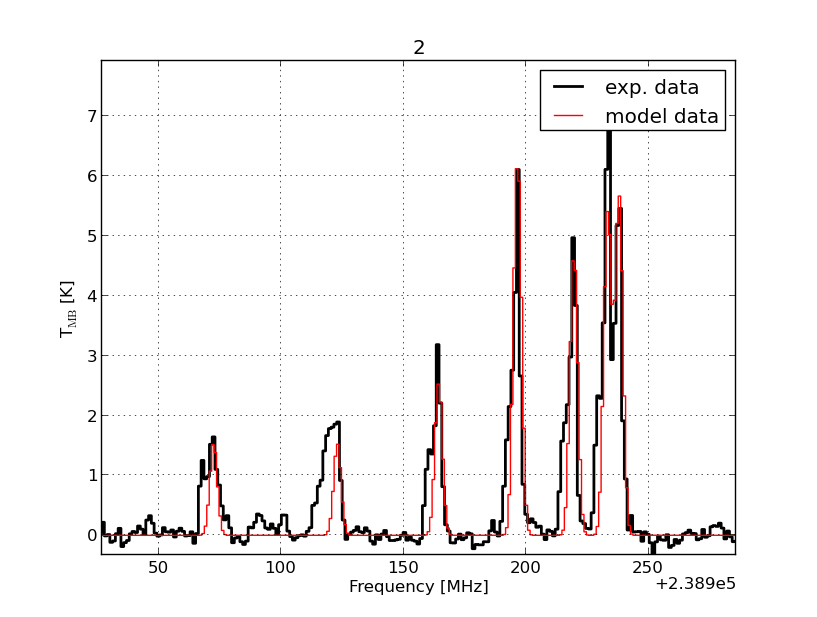 2
exp. data
model data
7
6
5
4
3
2
1
0
T_MB [K]
50
100
150
200
250
+2.389e5
Frequency [MHz]